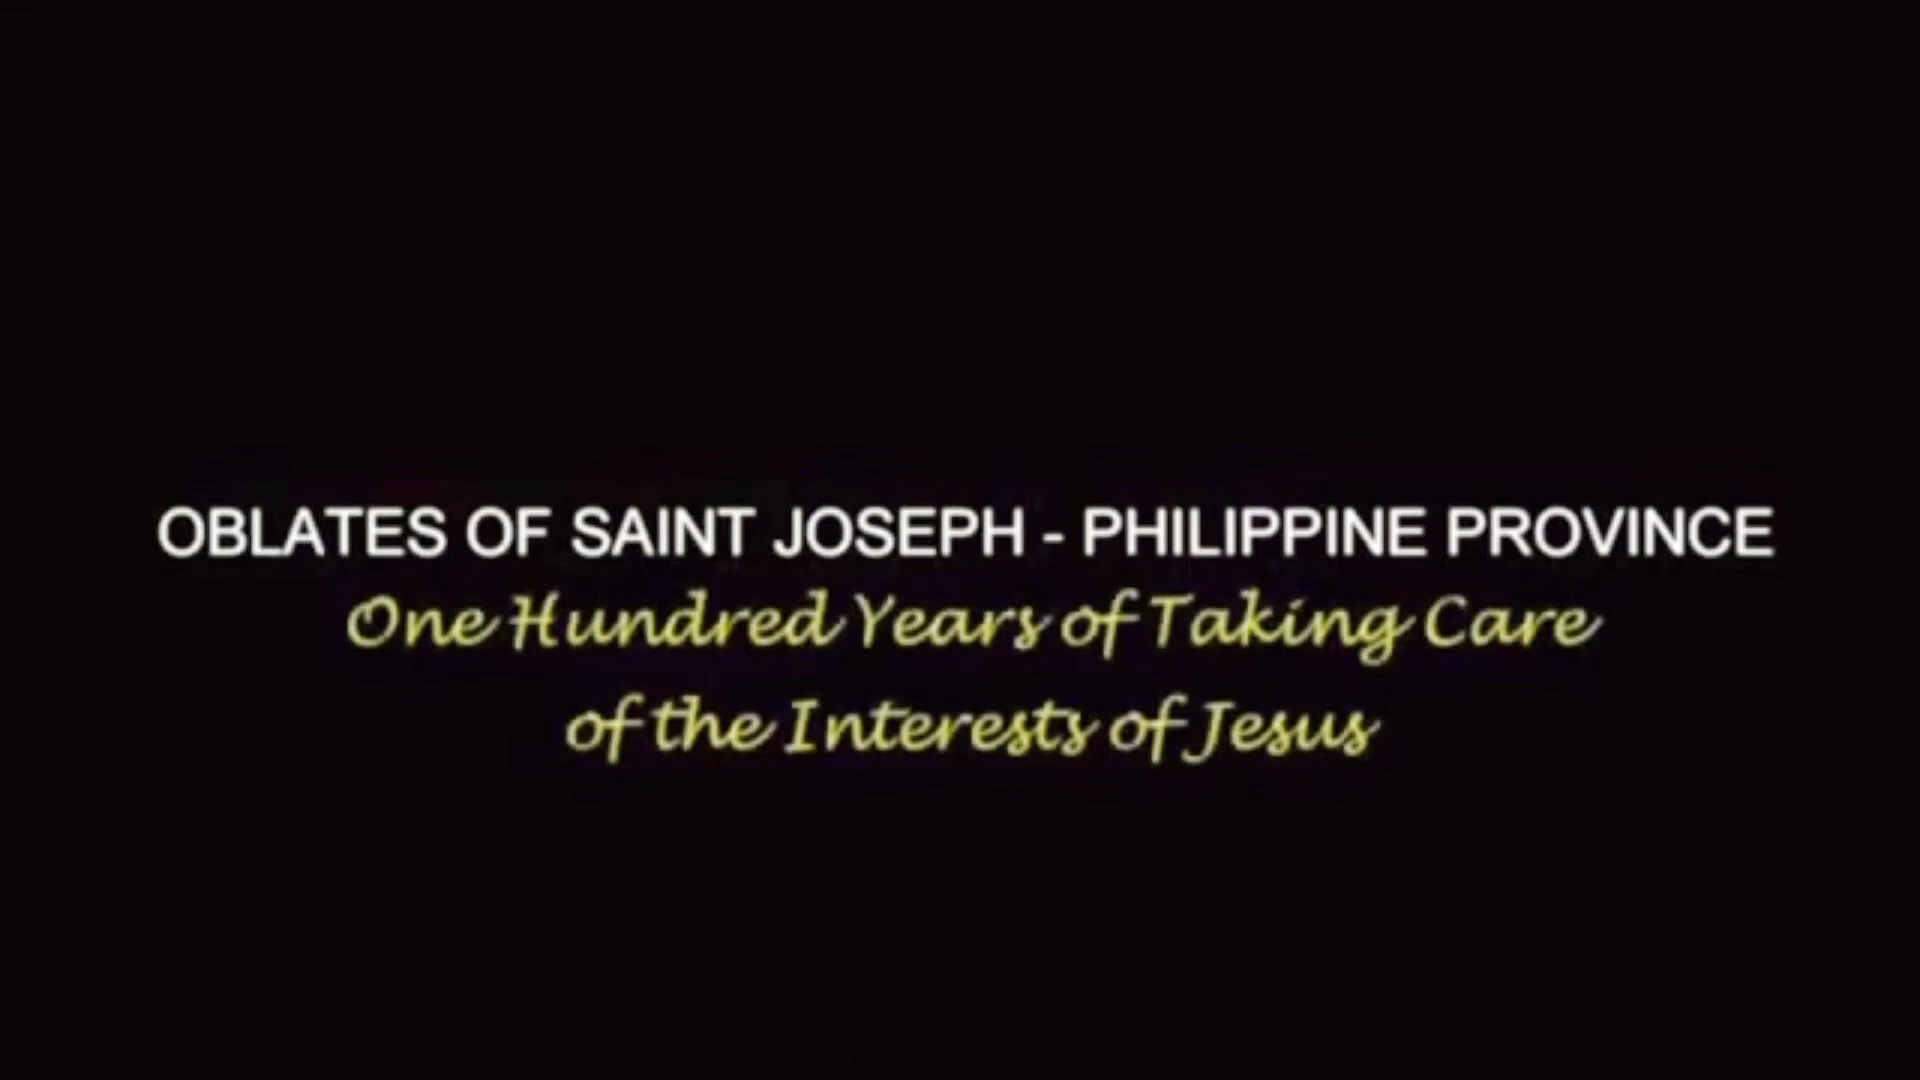 OBLATES OF SAINT JOSEPH - PHILIPPINE PROVINCE
One Hundred Years of Taking Care
of the Interests of Jesus